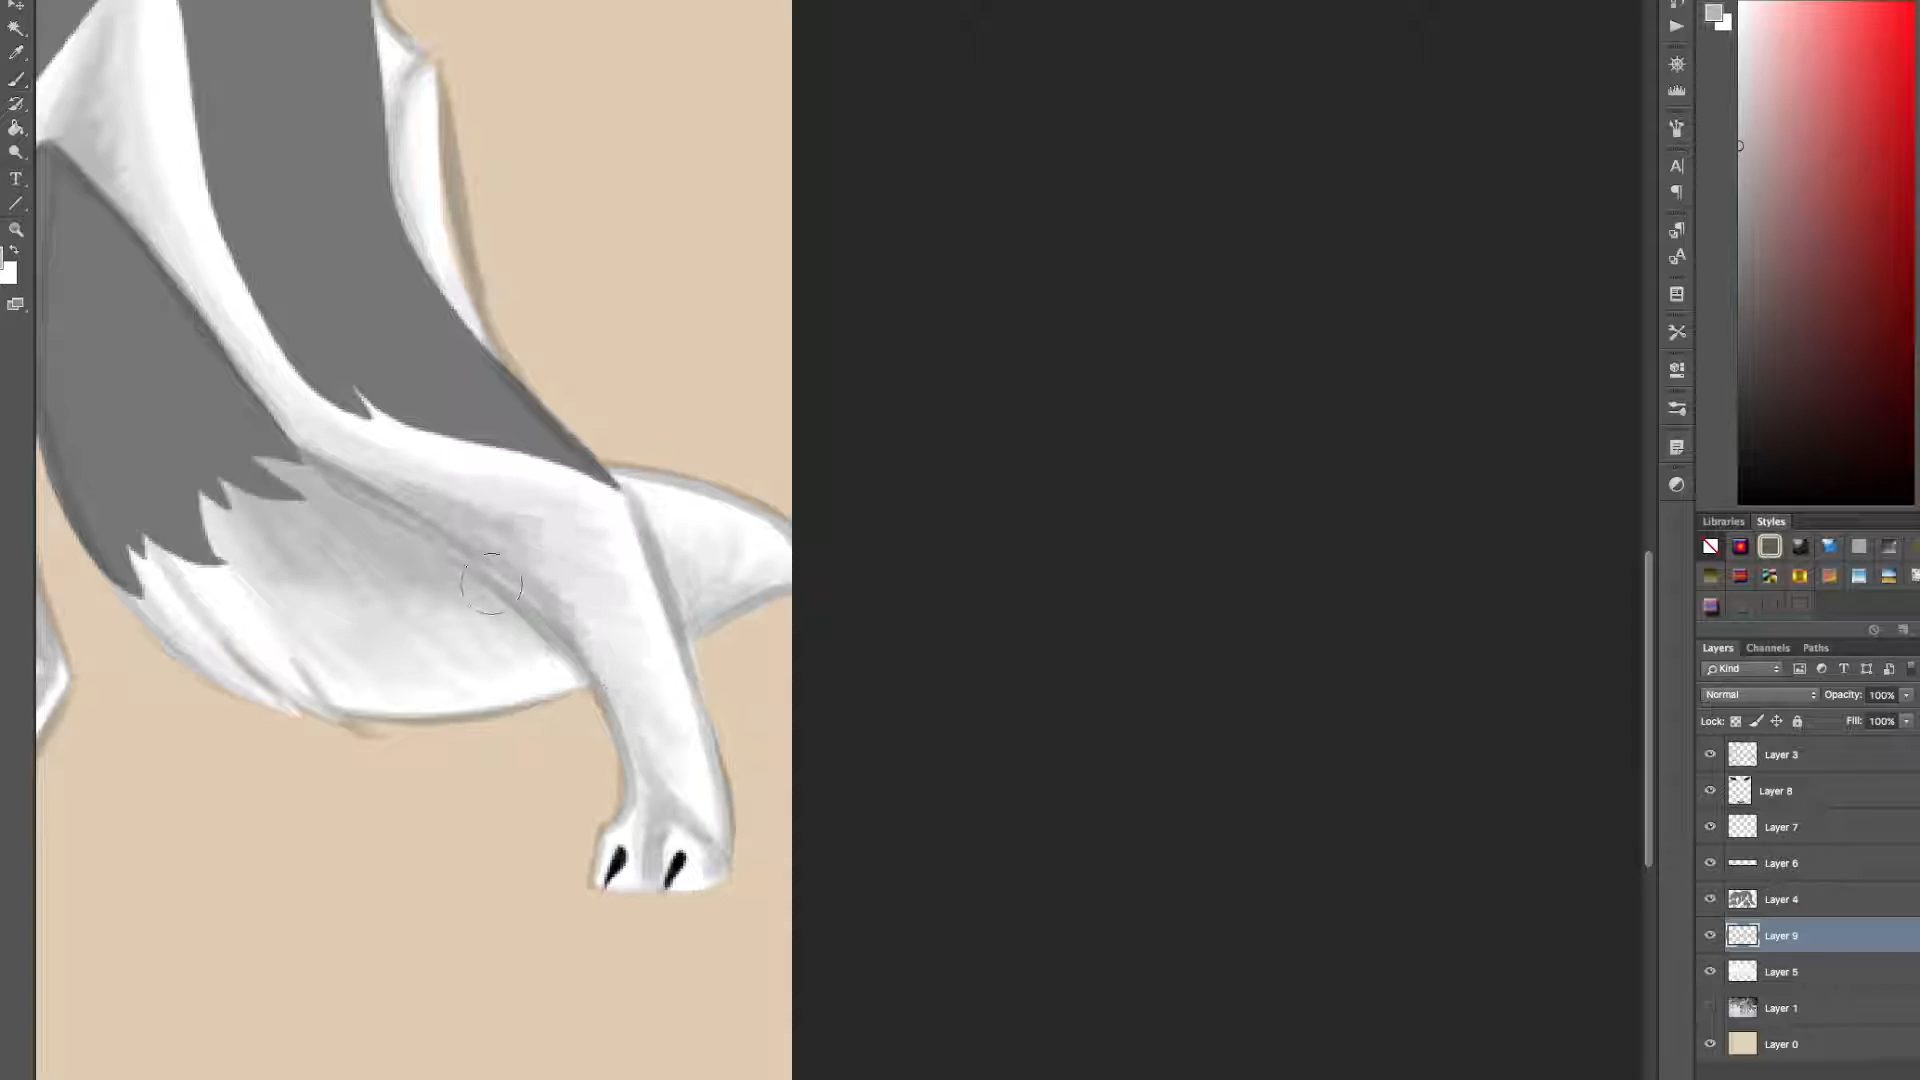 Libraries Styles
Layers Channels Paths
Kind
Normal Opacity: 100%
Lock: Fill: 100%
Layer 3
Layer 8
Layer 7
Layer 6
Layer 4
Layer 9
Layer 5
Layer 1
Layer 0